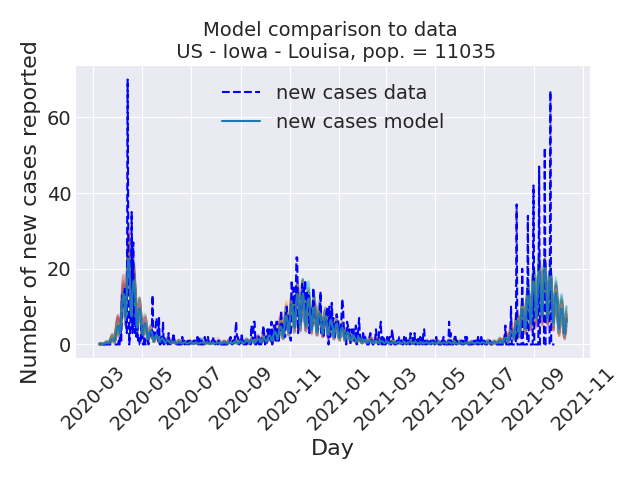 Model comparison to data
US - Iowa - Louisa, pop. = 11035
Number of new cases reported
60
40
20
0
new cases data
new cases model
2020-03
2020-05
2020-07
2020-09
2020-11
2021-01
2021-03
2021-05
2021-07
2021-09
2021-11
Day